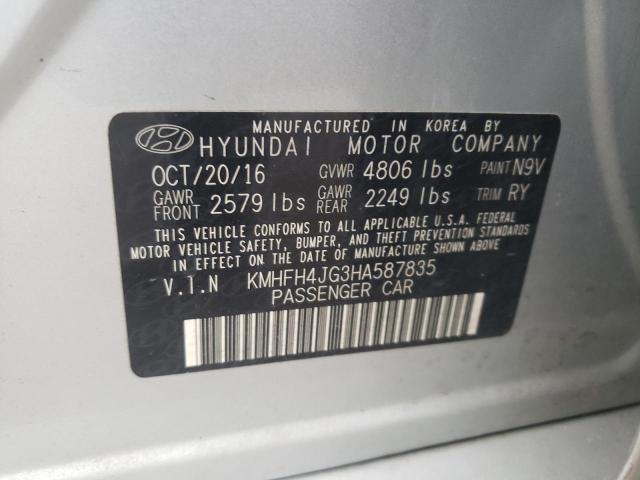 MANUFACTURED IN KOREA BY
HYUNDAI MOTOR COMPANY
OCT/20/16 GVWR 4806 lbs PAINT N9V
GAWR FRONT 2579 lbs GAWR REAR 2249 lbs TRIM RY
THIS VEHICLE CONFORMS TO ALL APPLICABLE U.S.A. FEDERAL
MOTOR VEHICLE SAFETY, BUMPER, AND THEFT PREVENTION STANDARDS
IN EFFECT ON THE DATE OF MANUFACTURE SHOWN ABOVE.
V.I.N KMHFH4JG3HA587835
PASSENGER CAR